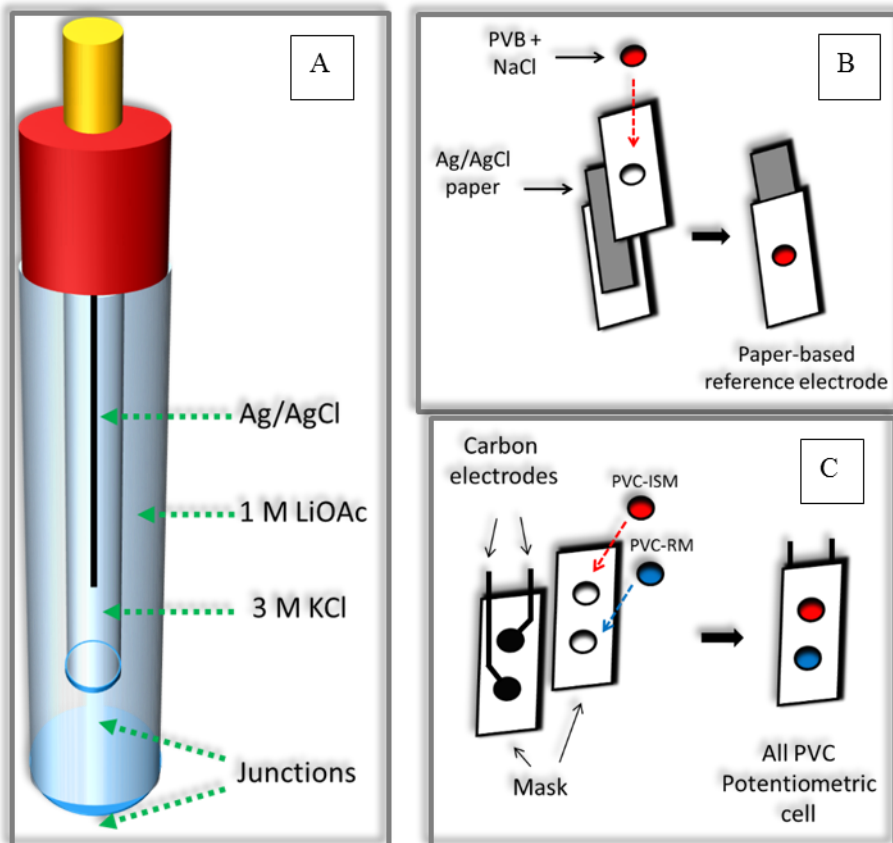 A
Ag/AgCl
1 M LiOAc
3 M KCl
Junctions
B
PVB +
NaCl
Ag/AgCl
paper
Paper-based
reference electrode
C
Carbon
electrodes
PVC-ISM
PVC-RM
Mask
All PVC
Potentiometric
cell